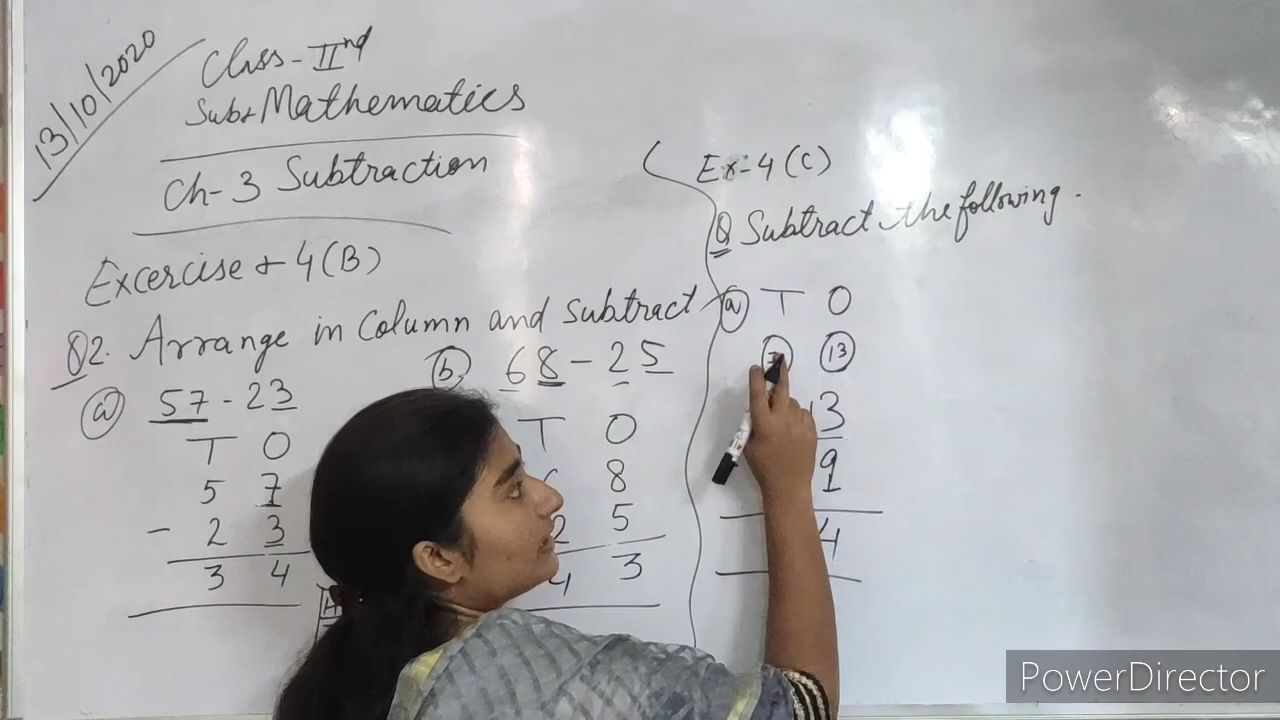 13/10/2020
Class - IInd
Sub:- Mathematics
Ch-3 Subtraction
Excercise :- 4(B)
Q2. Arrange in Column and subtract
(a) 57 - 23
T O
5 7
- 2 3
3 4
(b) 68 - 25
T O
8
2 5
4 3
H
Ex- 4 (C)
Q Subtract the following.
(a) T O
13
3
9
4
PowerDirector